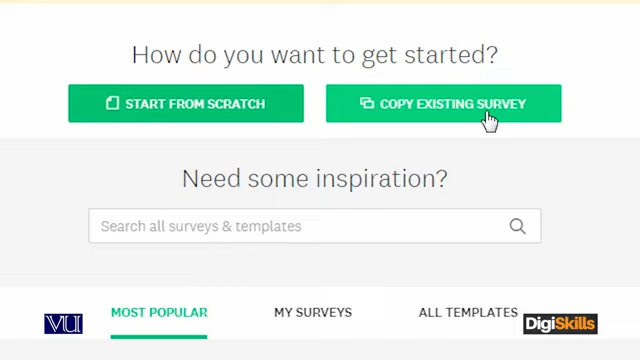 How do you want to get started?
START FROM SCRATCH
COPY EXISTING SURVEY
Need some inspiration?
Search all surveys & templates
MOST POPULAR
MY SURVEYS
ALL TEMPLATES
VU
DigiSkills